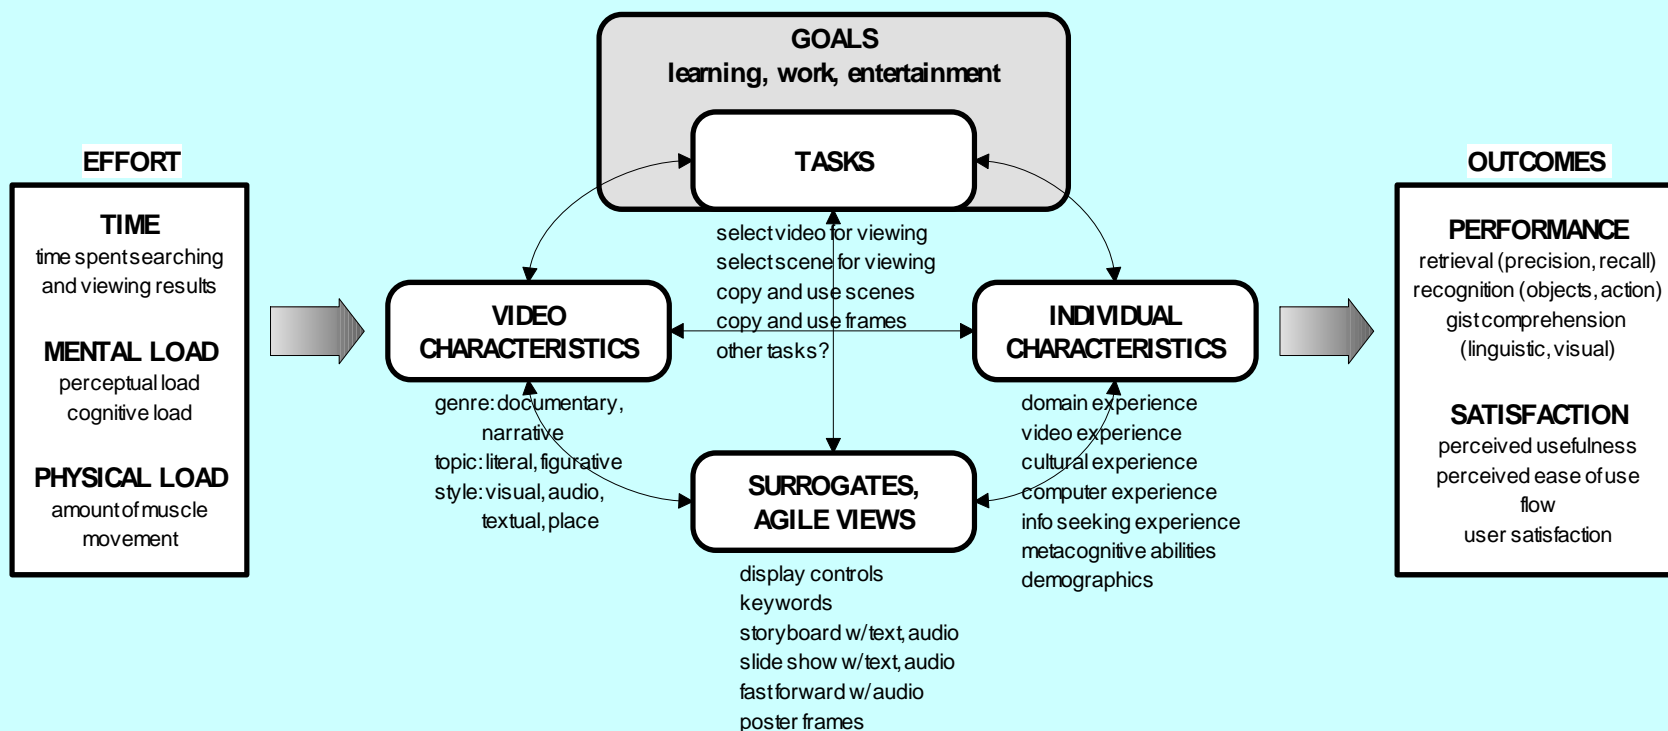 GOALS
learning, work, entertainment
TASKS
select video for viewing
select scene for viewing
copy and use scenes
copy and use frames
other tasks?
EFFORT
TIME
time spent searching
and viewing results
MENTAL LOAD
perceptual load
cognitive load
PHYSICAL LOAD
amount of muscle
movement
VIDEO
CHARACTERISTICS
genre: documentary,
narrative
topic: literal, figurative
style: visual, audio,
textual, place
SURROGATES,
AGILE VIEWS
display controls
keywords
storyboard w/text, audio
slide show w/text, audio
fast forward w/ audio
poster frames
INDIVIDUAL
CHARACTERISTICS
domain experience
video experience
cultural experience
computer experience
info seeking experience
metacognitive abilities
demographics
OUTCOMES
PERFORMANCE
retrieval (precision, recall)
recognition (objects, action)
gist comprehension
(linguistic, visual)
SATISFACTION
perceived usefulness
perceived ease of use
flow
user satisfaction